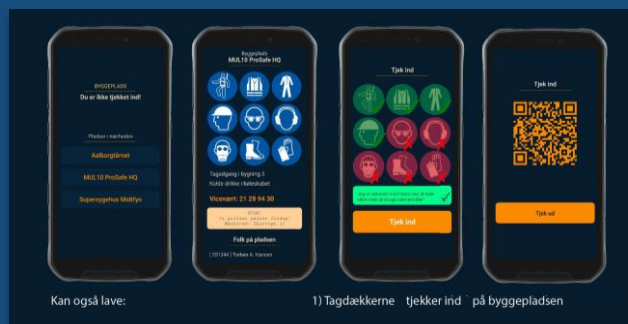 BYGGEPLADS
Du er ikke tjekket ind!
Pladser i nærheden
Aalborgtårnet
MUL10 ProSafe HQ
Supersygehus Midtfyn
Byggeplads
MUL10 ProSafe HQ
Tagadgang i bygning 3
Kolde drikke i køleskabet
Vicevært: 21 28 94 30
Folk på pladsen
Tjek ind
Tjek ind
Tjek ind
Tjek ud
Kan også lave:
1) Tagdækkerne tjekker ind på byggepladsen